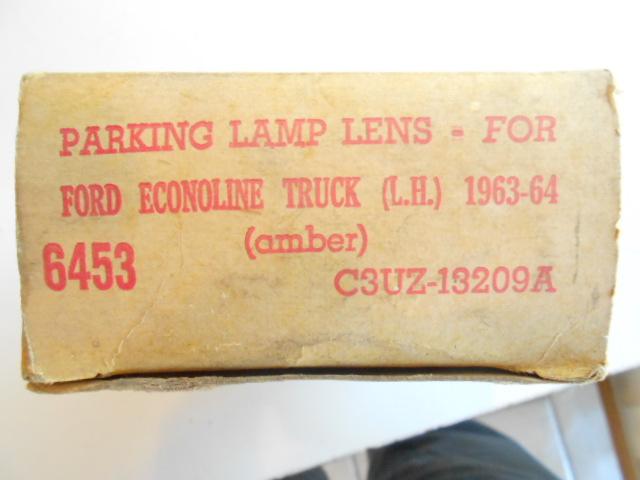 PARKING LAMP LENS - FOR
FORD ECONOLINE TRUCK (L.H.) 1963-64
(amber)
6453 C3UZ-13209A